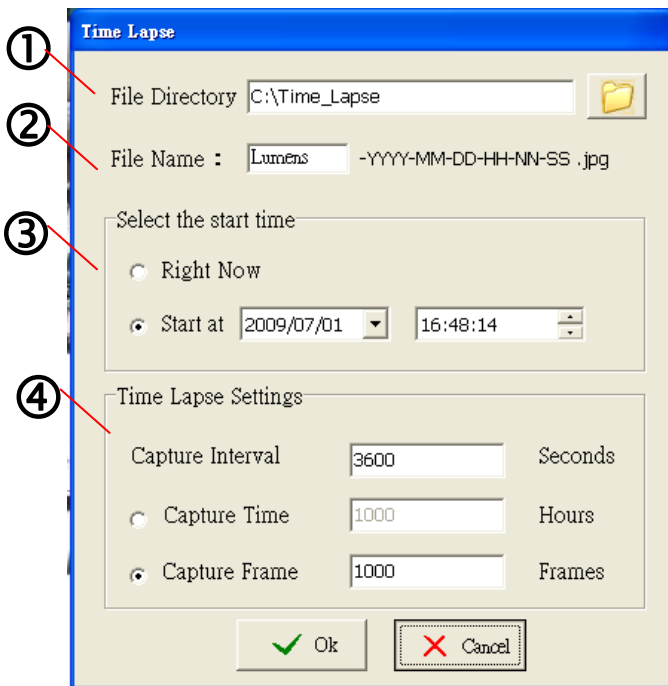 Time Lapse
① File Directory C:\Time_Lapse
② File Name : Lumens -YYYY-MM-DD-HH-NN-SS .jpg
③ Select the start time
Right Now
Start at 2009/07/01 16:48:14
④ Time Lapse Settings
Capture Interval 3600 Seconds
Capture Time 1000 Hours
Capture Frame 1000 Frames
Ok Cancel